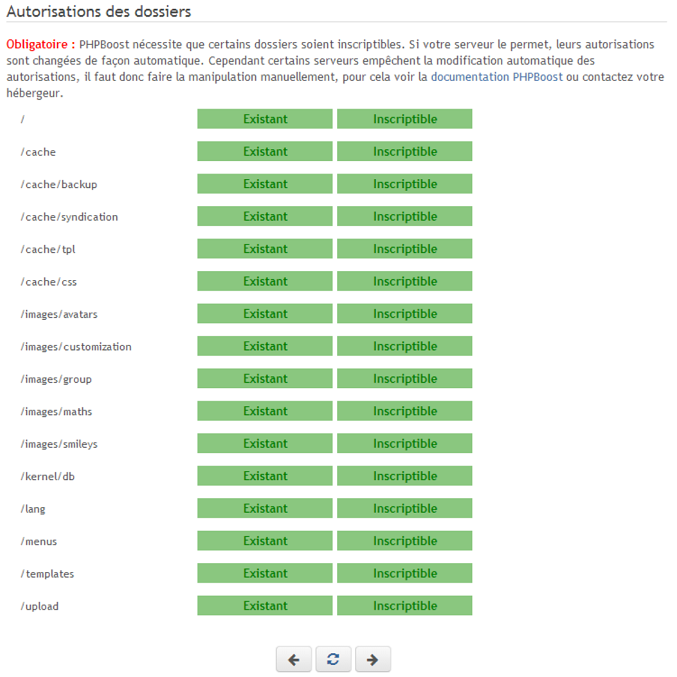 Autorisations des dossiers
Obligatoire : PHPBoost nécessite que certains dossiers soient inscriptibles. Si votre serveur le permet, leurs autorisations
sont changées de façon automatique. Cependant certains serveurs empêchent la modification automatique des
autorisations, il faut donc faire la manipulation manuellement, pour cela voir la documentation PHPBoost ou contactez votre
hébergeur.
/ Existant Inscriptible
/cache Existant Inscriptible
/cache/backup Existant Inscriptible
/cache/syndication Existant Inscriptible
/cache/tpl Existant Inscriptible
/cache/css Existant Inscriptible
/images/avatars Existant Inscriptible
/images/customization Existant Inscriptible
/images/group Existant Inscriptible
/images/maths Existant Inscriptible
/images/smileys Existant Inscriptible
/kernel/db Existant Inscriptible
/lang Existant Inscriptible
/menus Existant Inscriptible
/templates Existant Inscriptible
/upload Existant Inscriptible